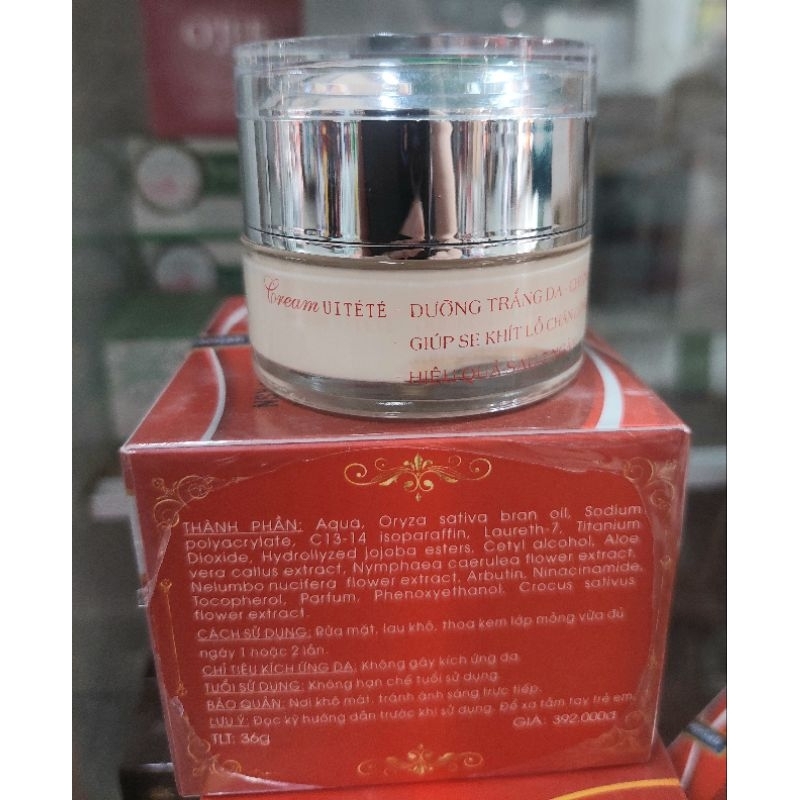 Cream UITÉTÉ
DƯỠNG TRẮNG DA -
GIÚP SE KHÍT LỖ CHÂN
HIỆU QUẢ SAU
THÀNH PHẦN: Aqua, Oryza sativa bran oil, Sodium
polyacrylate, C13-14 isoparaffin, Laureth-7, Titanium
Dioxide, Hydrollyzed jojoba esters, Cetyl alcohol, Aloe
vera callus extract, Nymphaea caerulea flower extract,
Nelumbo nucifera flower extract, Arbutin, Ninacinamide,
Tocopherol, Parfum, Phenoxyethanol, Crocus sativus
flower extract.
CÁCH SỬ DỤNG: Rửa mặt, lau khô, thoa kem lớp mỏng vừa đủ
ngày 1 hoặc 2 lần.
CHỈ TIÊU KÍCH ỨNG DA: Không gây kích ứng da.
TUỔI SỬ DỤNG: Không hạn chế tuổi sử dụng.
BẢO QUẢN: Nơi khô mát, tránh ánh sáng trực tiếp.
LƯU Ý: Đọc kỹ hướng dẫn trước khi sử dụng. Để xa tầm tay trẻ em.
TLT: 36g GIÁ: 392.000đ